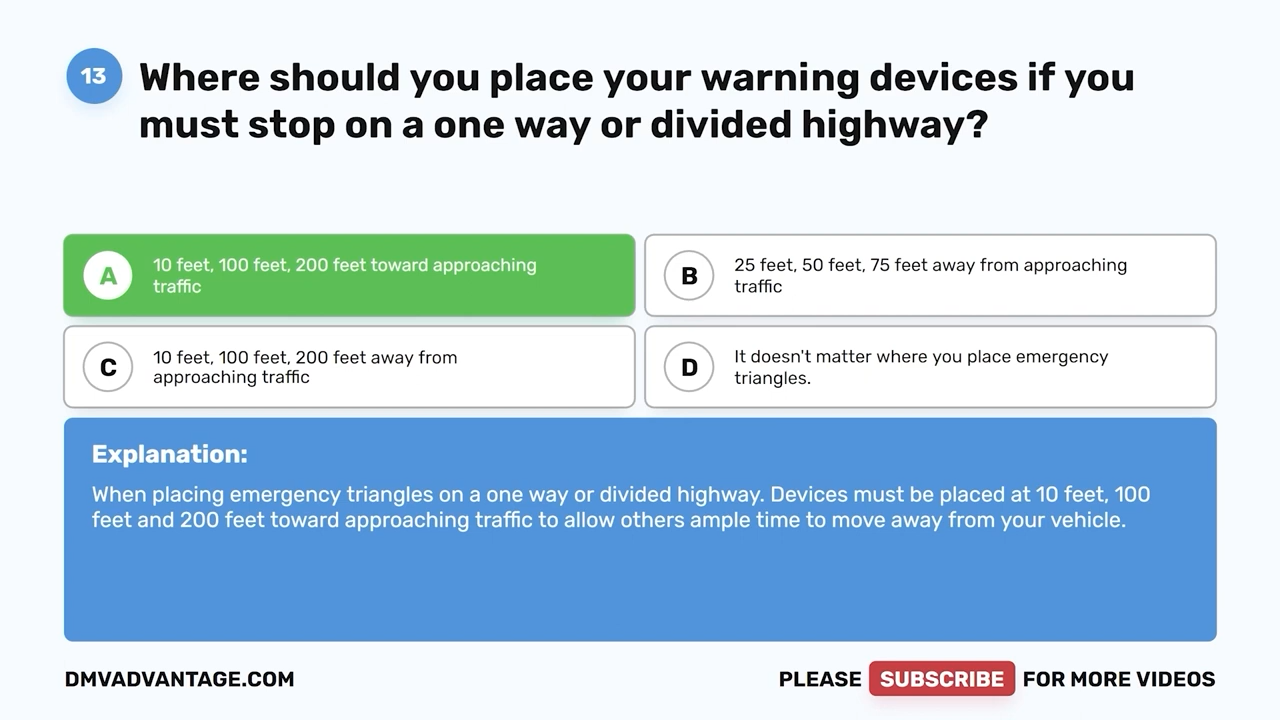 13
Where should you place your warning devices if you
must stop on a one way or divided highway?
A
10 feet, 100 feet, 200 feet toward approaching
traffic
B
25 feet, 50 feet, 75 feet away from approaching
traffic
C
10 feet, 100 feet, 200 feet away from
approaching traffic
D
It doesn't matter where you place emergency
triangles.
Explanation:
When placing emergency triangles on a one way or divided highway. Devices must be placed at 10 feet, 100
feet and 200 feet toward approaching traffic to allow others ample time to move away from your vehicle.
DMVADVANTAGE.COM
PLEASE SUBSCRIBE FOR MORE VIDEOS